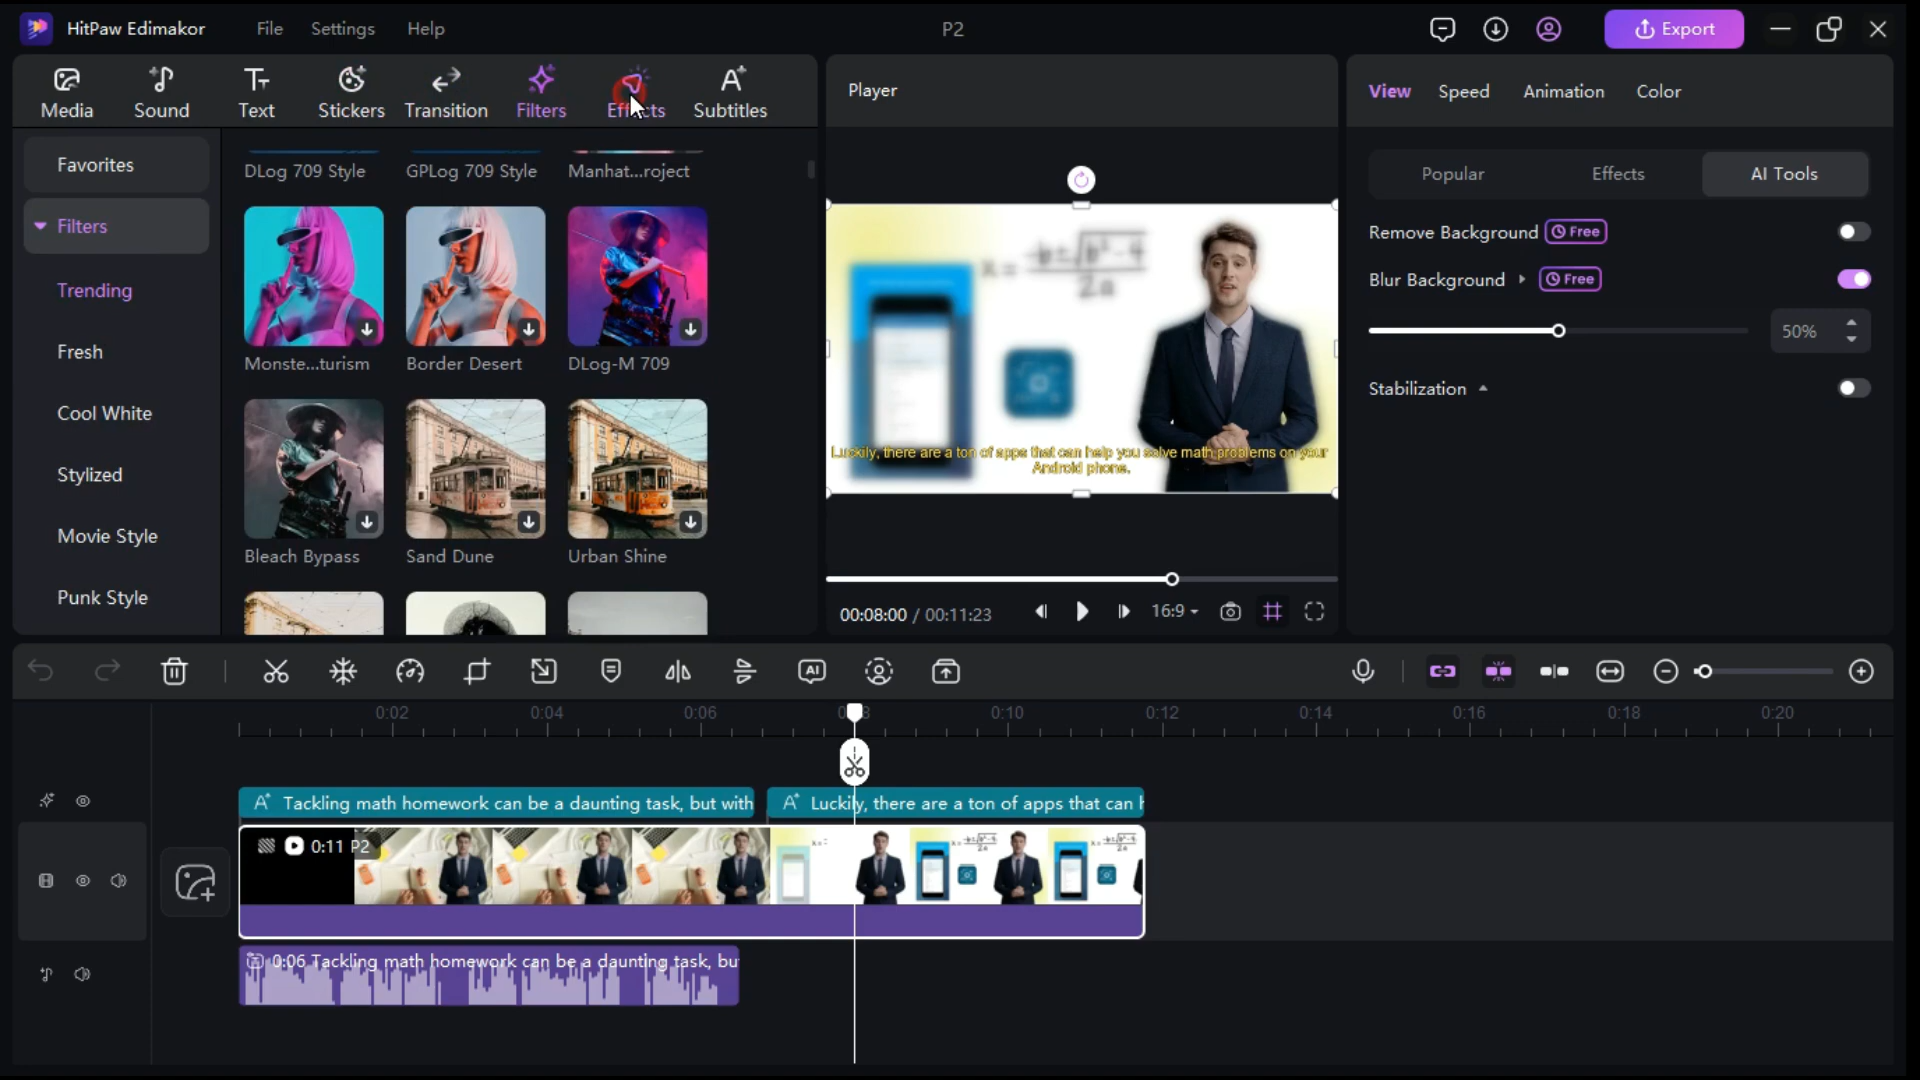 HitPaw Edimakor
File
Settings
Help
P2
Export
Media
Sound
Text
Stickers
Transition
Filters
Effects
Subtitles
Player
View
Speed
Animation
Color
Favorites
Filters
Trending
Fresh
Cool White
Stylized
Movie Style
Punk Style
DLog 709 Style
GPLog 709 Style
Manhat...roject
Monste...turism
Border Desert
DLog-M 709
Bleach Bypass
Sand Dune
Urban Shine
x = -b±√b²-4
2a
Luckily, there are a ton of apps that can help you solve math problems on your
Android phone.
00:08:00 / 00:11:23
16:9
Popular
Effects
AI Tools
Remove Background
Free
Blur Background
Free
50%
Stabilization
AI
0:02
0:04
0:06
0:10
0:12
0:14
0:16
0:18
0:20
Tackling math homework can be a daunting task, but with
Luckily, there are a ton of apps that can h
0:11 P2
0:06 Tackling math homework can be a daunting task, bu